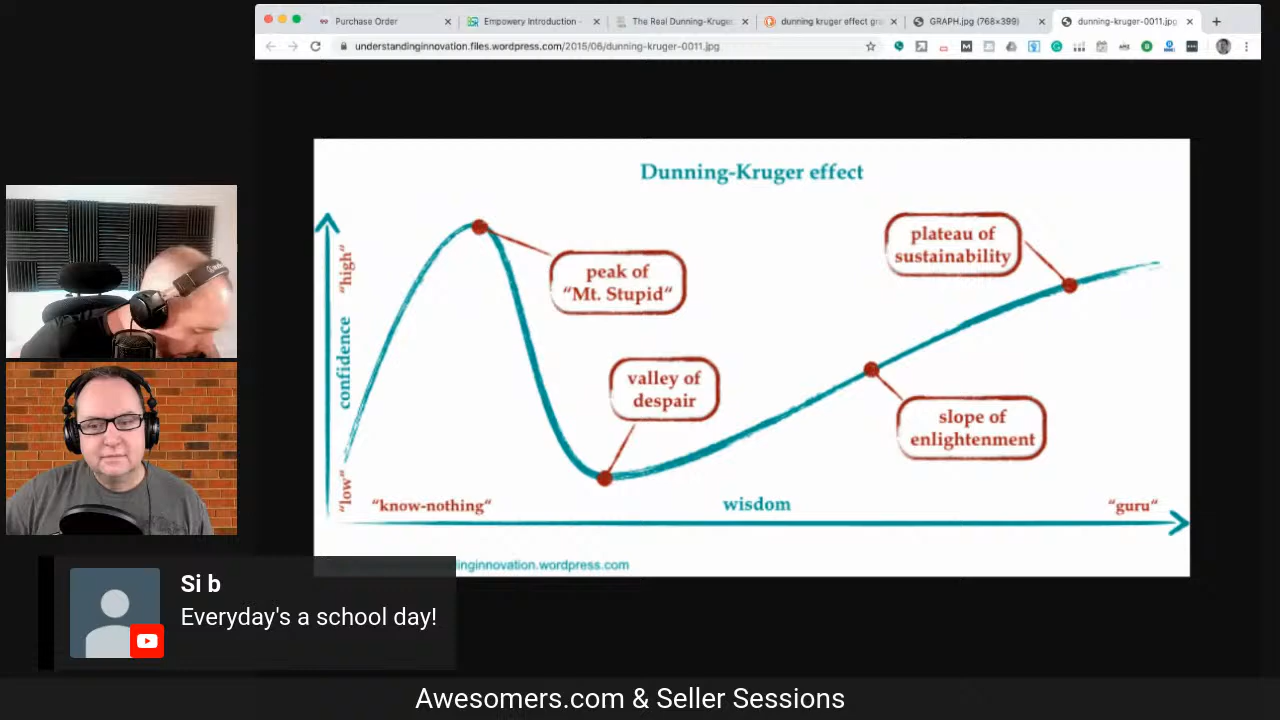 Purchase Order
Empowery Introduction -
The Real Dunning-Kruger
dunning kruger effect gra
GRAPH.jpg (768×399)
dunning-kruger-0011.jpg
understandinginnovation.files.wordpress.com/2015/06/dunning-kruger-0011.jpg
Dunning-Kruger effect
confidence
"high"
"low"
peak of
"Mt. Stupid"
valley of
despair
plateau of
sustainability
slope of
enlightenment
"know-nothing"
wisdom
"guru"
inginnovation.wordpress.com
Si b
Everyday's a school day!
Awesomers.com & Seller Sessions